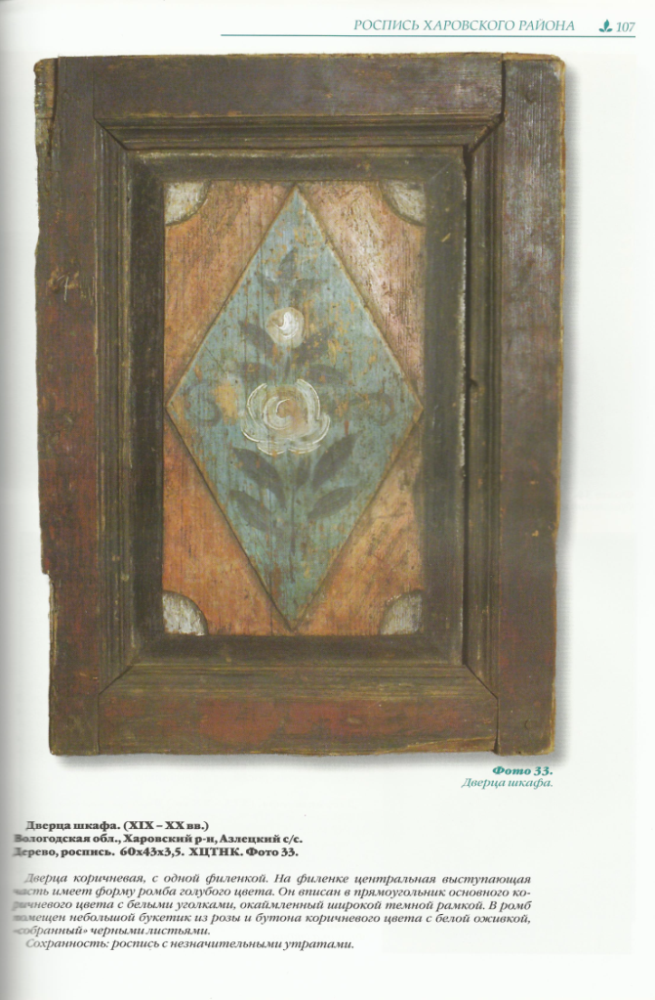 РОСПИСЬ ХАРОВСКОГО РАЙОНА 107
Фото 33.
Дверца шкафа.
Дверца шкафа. (XIX – XX вв.)
Вологодская обл., Харовский р-н, Азлецкий с/с.
Дерево, роспись. 60x43x3,5. ХЦТНК. Фото 33.
Дверца коричневая, с одной филенкой. На филенке центральная выступающая
часть имеет форму ромба голубого цвета. Он вписан в прямоугольник основного ко-
ричневого цвета с белыми уголками, окаймленный широкой темной рамкой. В ромб
помещен небольшой букетик из розы и бутона коричневого цвета с белой оживкой,
«собранный» черными листьями.
Сохранность: роспись с незначительными утратами.